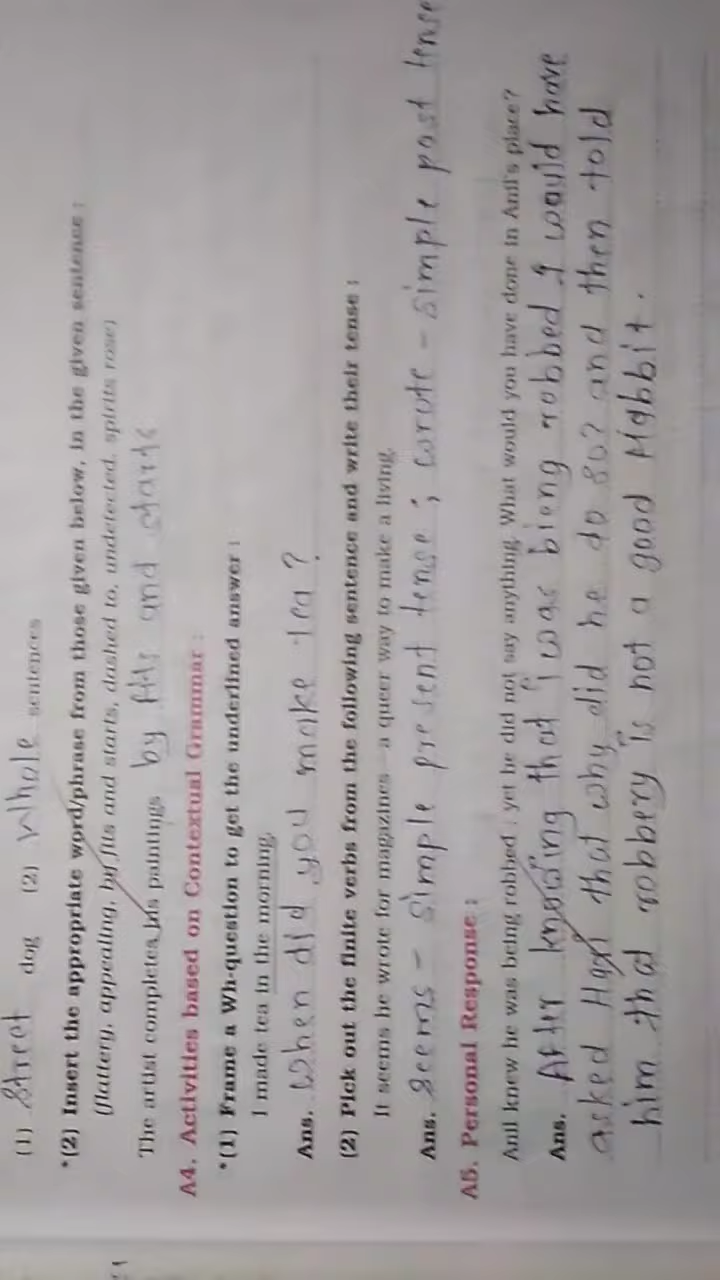 (1) Street dog (2) Whole sentences
*(2) Insert the appropriate word/phrase from those given below, in the given sentence :
(flattery, appealing, by fits and starts, dashed to, undetected, spirits rose)
The artist completes his paintings by fits and starts
A4. Activities based on Contextual Grammar :
*(1) Frame a Wh-question to get the underlined answer :
I made tea in the morning.
Ans. When did you make tea?
(2) Pick out the finite verbs from the following sentence and write their tense :
It seems he wrote for magazines – a queer way to make a living.
Ans. seems – simple present tense ; wrote – simple past tense
A5. Personal Response :
Anil knew he was being robbed ; yet he did not say anything. What would you have done in Anil's place?
Ans. After knowing that i was bieng robbed I would have
asked Hari that why did he do so? and then told
him that robbery is not a good